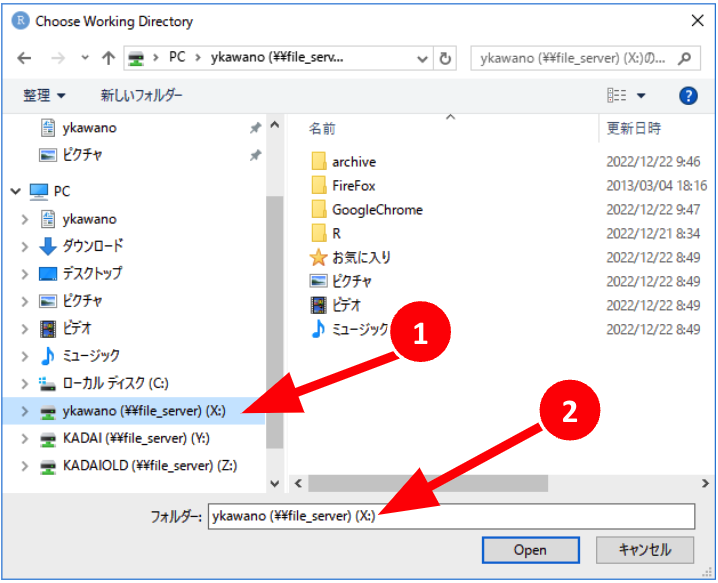 Choose Working Directory
PC > ykawano (¥¥file_serv...
ykawano (¥¥file_server) (X:)の...
整理
新しいフォルダー
ykawano
ピクチャ
PC
ykawano
ダウンロード
デスクトップ
ピクチャ
ビデオ
ミュージック
ローカル ディスク (C:)
ykawano (¥¥file_server) (X:)
KADAI (¥¥file_server) (Y:)
KADAIOLD (¥¥file_server) (Z:)
名前 更新日時
archive 2022/12/22 9:46
FireFox 2013/03/04 18:16
GoogleChrome 2022/12/22 9:47
R 2022/12/21 8:34
お気に入り 2022/12/22 8:49
ピクチャ 2022/12/22 8:49
ビデオ 2022/12/22 8:49
ミュージック 2022/12/22 8:49
1
2
フォルダー: ykawano (¥¥file_server) (X:)
Open キャンセル